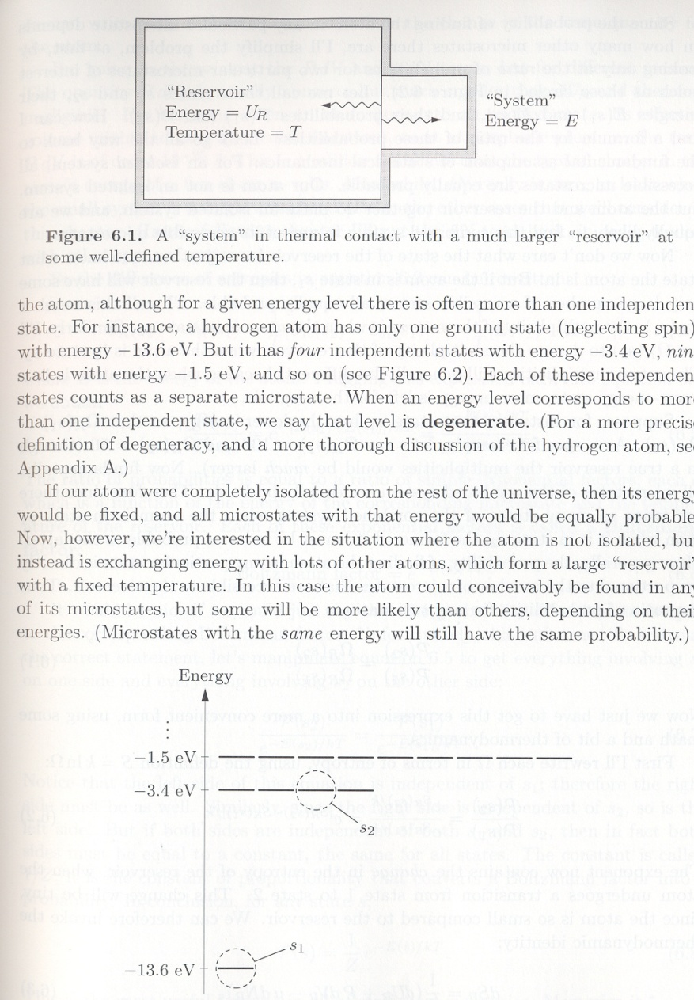 “Reservoir”
Energy = U_R
Temperature = T
“System”
Energy = E
Figure 6.1. A “system” in thermal contact with a much larger “reservoir” at
some well-defined temperature.
the atom, although for a given energy level there is often more than one independen
state. For instance, a hydrogen atom has only one ground state (neglecting spin)
with energy −13.6 eV. But it has four independent states with energy −3.4 eV, nin
states with energy −1.5 eV, and so on (see Figure 6.2). Each of these independen
states counts as a separate microstate. When an energy level corresponds to mor
than one independent state, we say that level is degenerate. (For a more precis
definition of degeneracy, and a more thorough discussion of the hydrogen atom, se
Appendix A.)
If our atom were completely isolated from the rest of the universe, then its energy
would be fixed, and all microstates with that energy would be equally probable
Now, however, we’re interested in the situation where the atom is not isolated, bu
instead is exchanging energy with lots of other atoms, which form a large “reservoir”
with a fixed temperature. In this case the atom could conceivably be found in any
of its microstates, but some will be more likely than others, depending on thei
energies. (Microstates with the same energy will still have the same probability.)
Energy
−1.5 eV
−3.4 eV
s₂
s₁
−13.6 eV